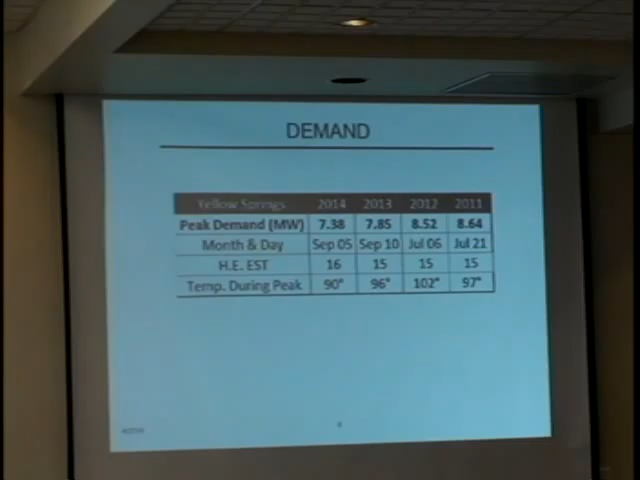 DEMAND
Yellow Springs 2014 2013 2012 2011
Peak Demand (MW) 7.38 7.85 8.52 8.64
Month & Day Sep 05 Sep 10 Jul 06 Jul 21
H.E. EST 16 15 15 15
Temp. During Peak 90° 96° 102° 97°